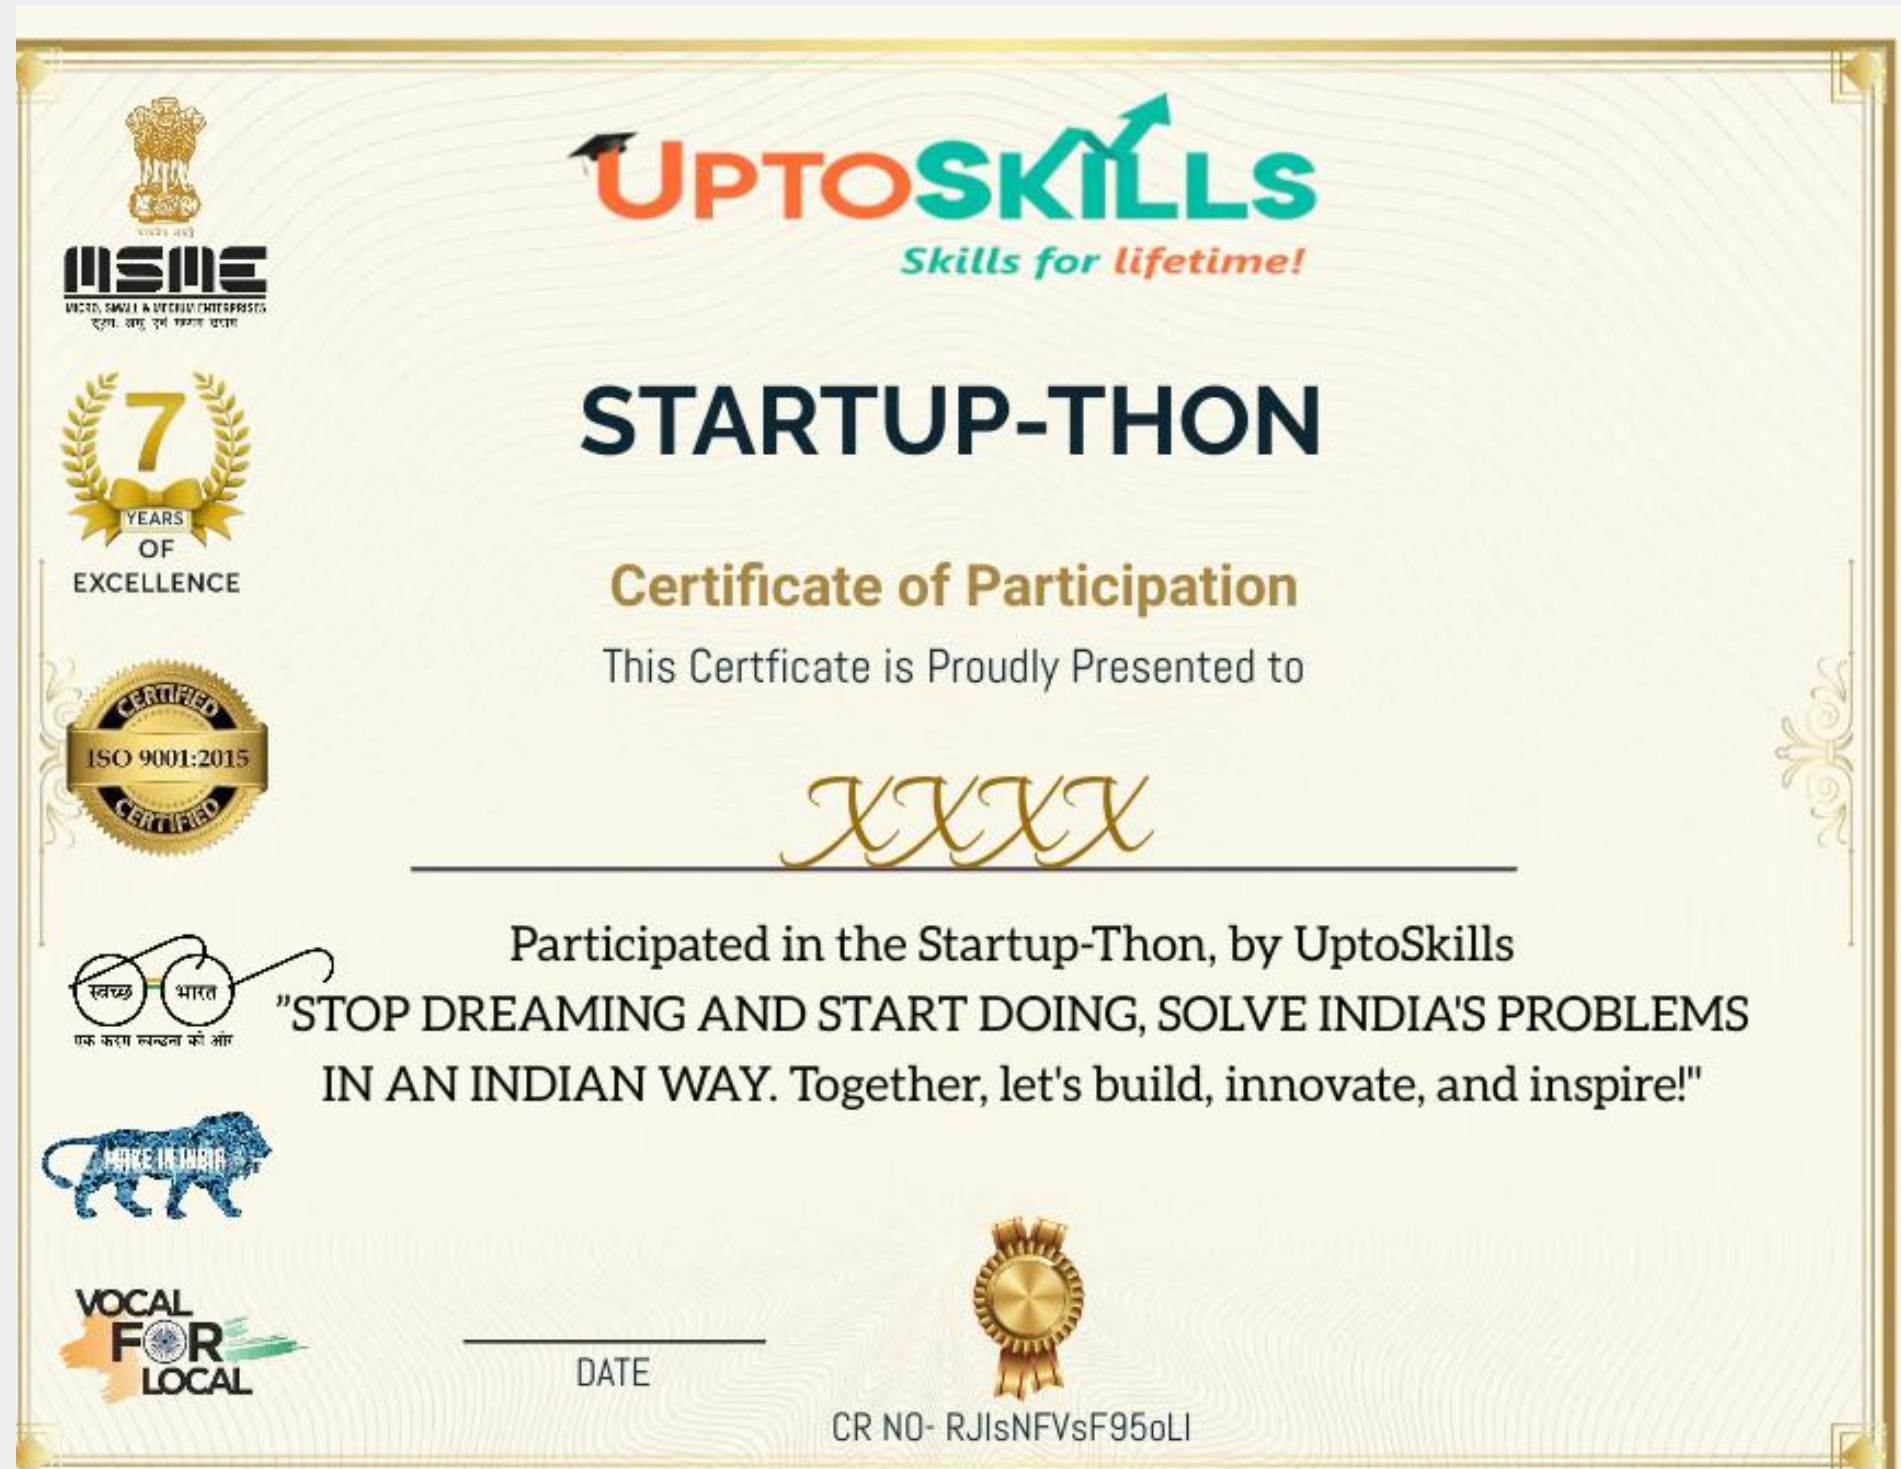 UPTOSKILLS
Skills for lifetime!
MSME
MICRO, SMALL & MEDIUM ENTERPRISES
STARTUP-THON
7
YEARS
OF
EXCELLENCE
Certificate of Participation
This Certficate is Proudly Presented to
CERTIFIED
ISO 9001:2015
CERTIFIED
XXXX
Participated in the Startup-Thon, by UptoSkills
"STOP DREAMING AND START DOING, SOLVE INDIA'S PROBLEMS
IN AN INDIAN WAY. Together, let's build, innovate, and inspire!"
स्वच्छ भारत
एक कदम स्वच्छता की ओर
MAKE IN INDIA
VOCAL
FOR
LOCAL
DATE
CR NO- RJIsNFVsF95oLI